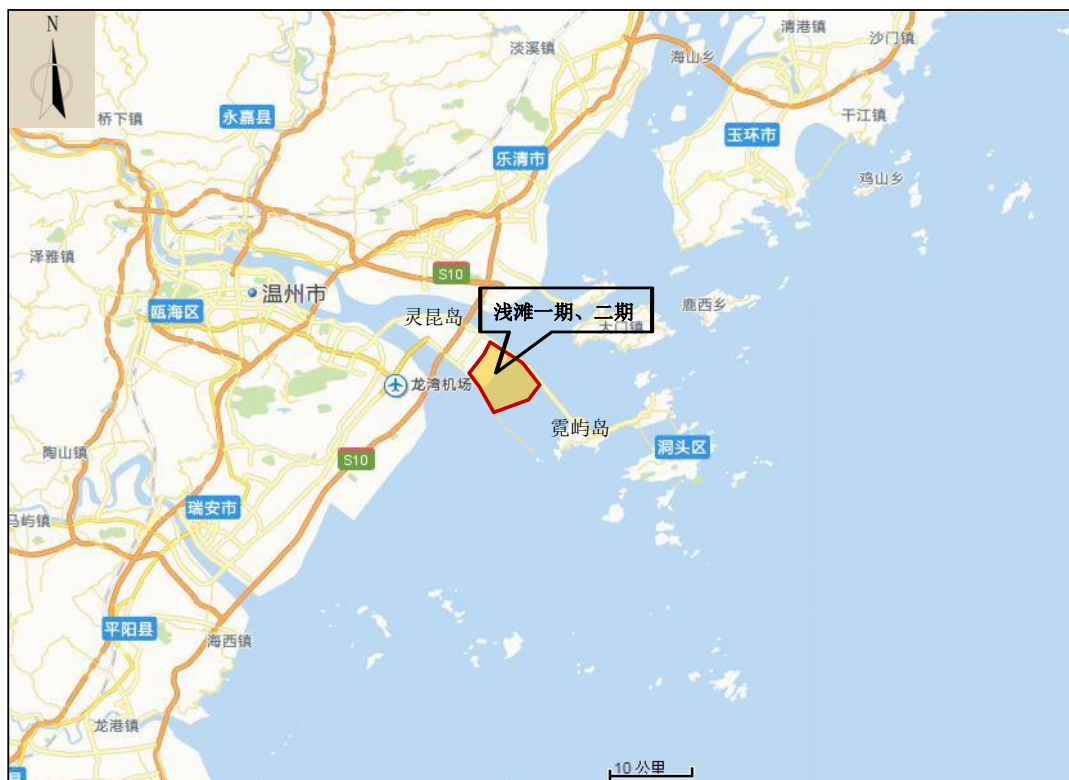 N
清港镇
沙门镇
淡溪镇
海山乡
桥下镇
永嘉县
干江镇
玉环市
乐清市
鸡山乡
泽雅镇
S10
温州市
鹿西乡
瓯海区
灵昆岛
浅滩一期、二期
大门镇
龙湾机场
霓屿岛
洞头区
陶山镇
S10
瑞安市
马屿镇
平阳县
海西镇
龙港镇
县
10 公里